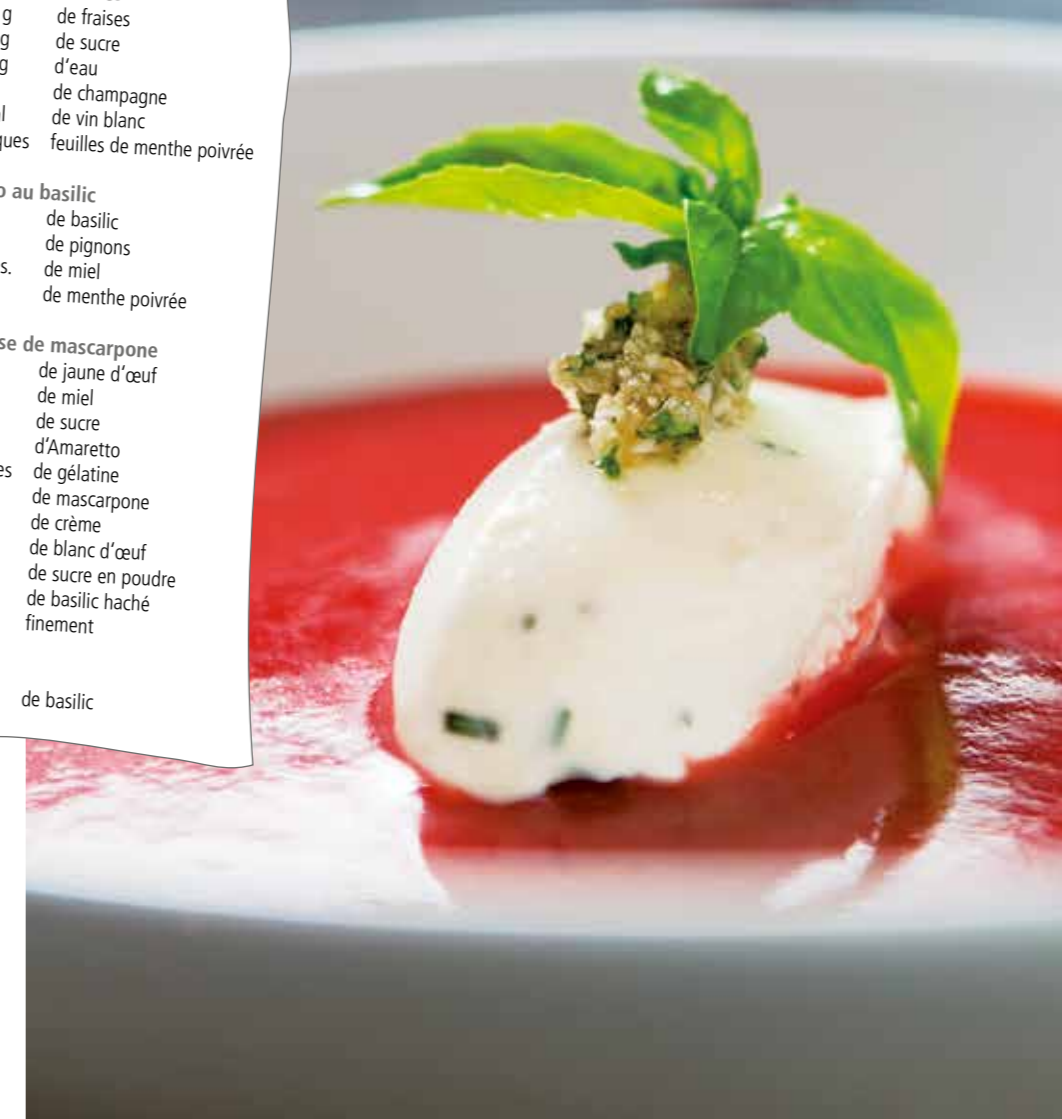 g de fraises
g de sucre
g d'eau
de champagne
l de vin blanc
ques feuilles de menthe poivrée
o au basilic
de basilic
de pignons
s. de miel
de menthe poivrée
se de mascarpone
de jaune d'œuf
de miel
de sucre
d'Amaretto
es de gélatine
de mascarpone
de crème
de blanc d'œuf
de sucre en poudre
de basilic haché
finement
de basilic